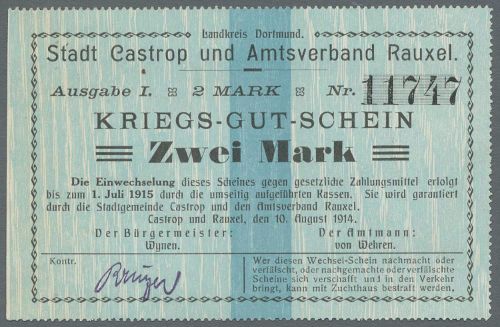 Landkreis Dortmund.
Stadt Castrop und Amtsverband Rauxel.
Ausgabe I. ¤ 2 MARK ¤ Nr. 11747
KRIEGS-GUT-SCHEIN
Zwei Mark
Die Einwechselung dieses Scheines gegen gesetzliche Zahlungsmittel erfolgt
bis zum 1. Juli 1915 durch die umseitig aufgeführten Kassen. Sie wird garantiert
durch die Stadtgemeinde Castrop und den Amtsverband Rauxel.
Castrop und Rauxel, den 10. August 1914.
Der Bürgermeister: Der Amtmann:
Wynen. von Wehren.
Kontr.
Wer diesen Wechsel-Schein nachmacht oder
verfälscht, oder nachgemachte oder verfälschte
Scheine sich verschafft und in den Verkehr
bringt, kann mit Zuchthaus bestraft werden.